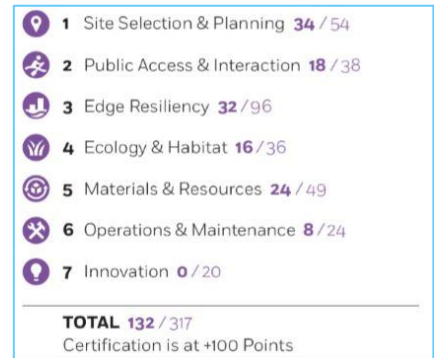 1 Site Selection & Planning 34/54
2 Public Access & Interaction 18/38
3 Edge Resiliency 32/96
4 Ecology & Habitat 16/36
5 Materials & Resources 24/49
6 Operations & Maintenance 8/24
7 Innovation 0/20
TOTAL 132/317
Certification is at +100 Points